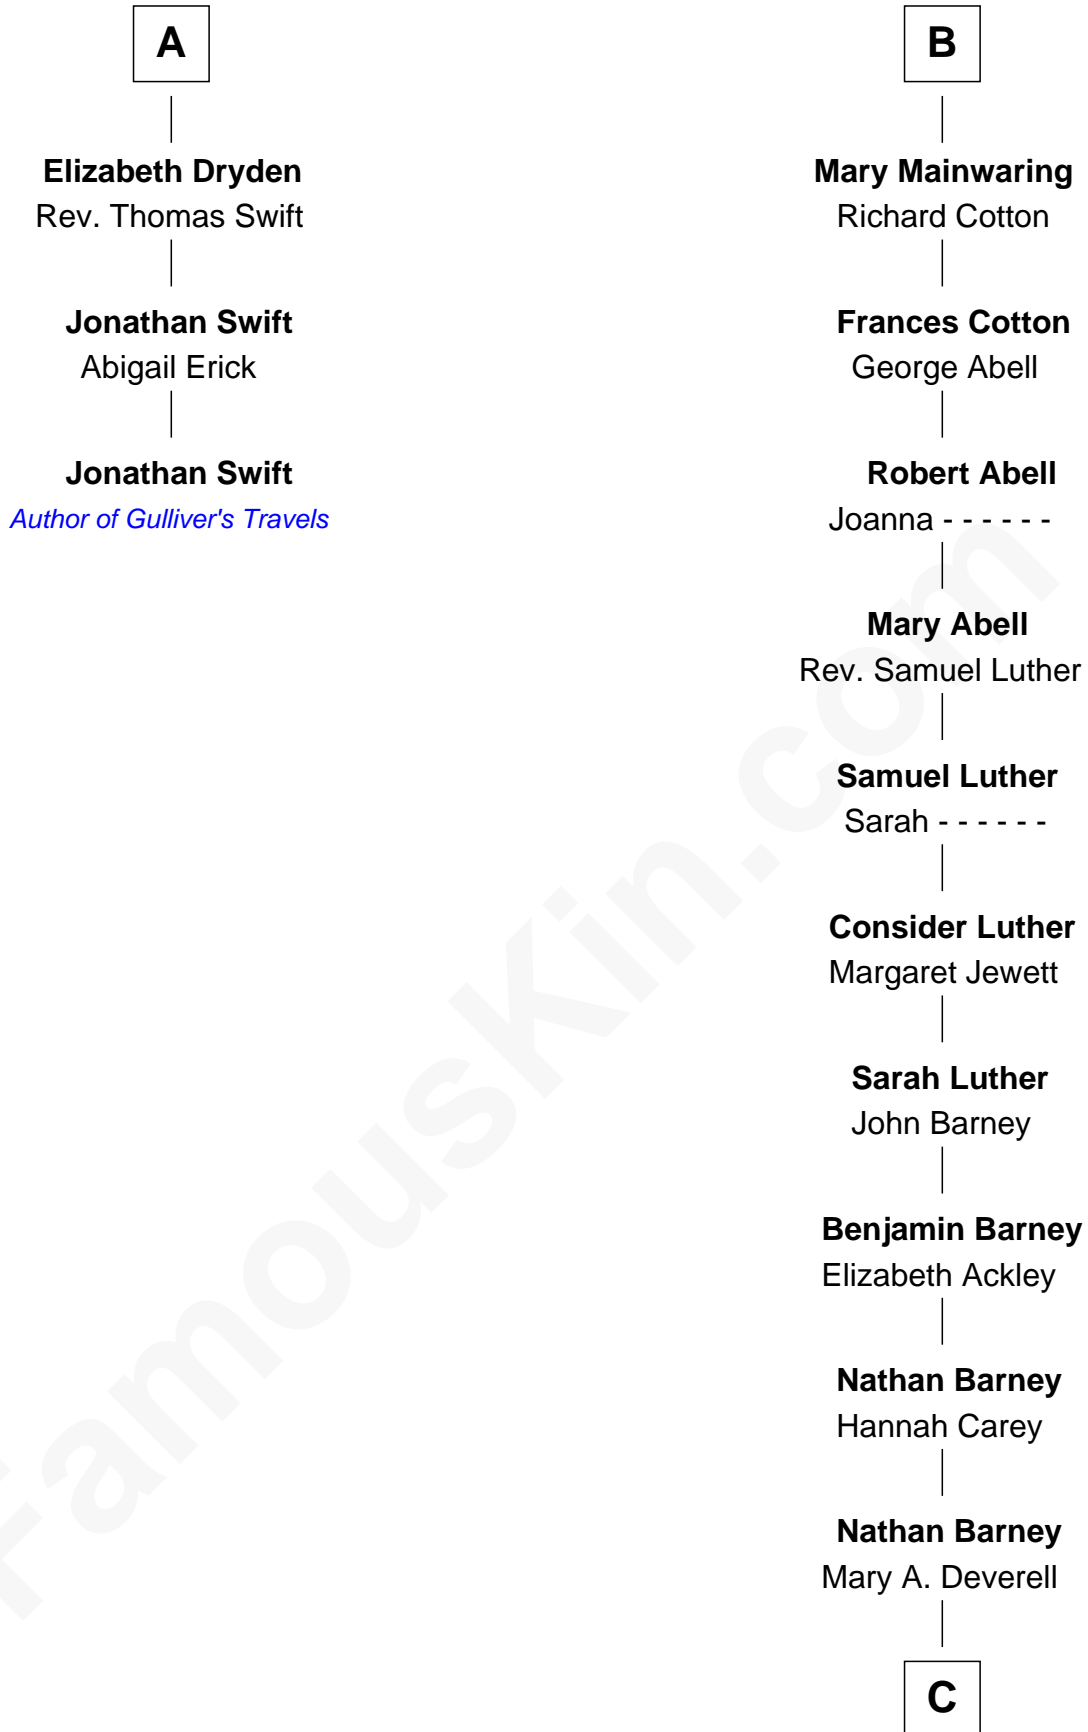 A
Elizabeth Dryden
Rev. Thomas Swift
Jonathan Swift
Abigail Erick
Jonathan Swift
Author of Gulliver's Travels
B
Mary Mainwaring
Richard Cotton
Frances Cotton
George Abell
Robert Abell
Joanna - - - - - -
Mary Abell
Rev. Samuel Luther
Samuel Luther
Sarah - - - - - -
Consider Luther
Margaret Jewett
Sarah Luther
John Barney
Benjamin Barney
Elizabeth Ackley
Nathan Barney
Hannah Carey
Nathan Barney
Mary A. Deverell
C
FamousKin.com